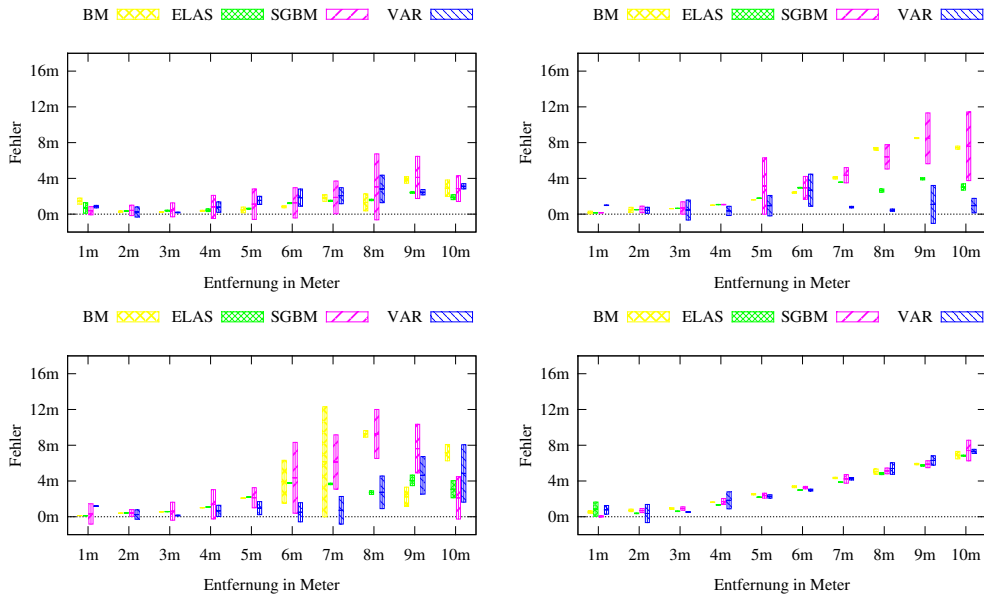 BM ELAS SGBM VAR
16m
12m
8m
4m
0m
Fehler
1m 2m 3m 4m 5m 6m 7m 8m 9m 10m
Entfernung in Meter
BM ELAS SGBM VAR
16m
12m
8m
4m
0m
Fehler
1m 2m 3m 4m 5m 6m 7m 8m 9m 10m
Entfernung in Meter
BM ELAS SGBM VAR
16m
12m
8m
4m
0m
Fehler
1m 2m 3m 4m 5m 6m 7m 8m 9m 10m
Entfernung in Meter
BM ELAS SGBM VAR
16m
12m
8m
4m
0m
Fehler
1m 2m 3m 4m 5m 6m 7m 8m 9m 10m
Entfernung in Meter